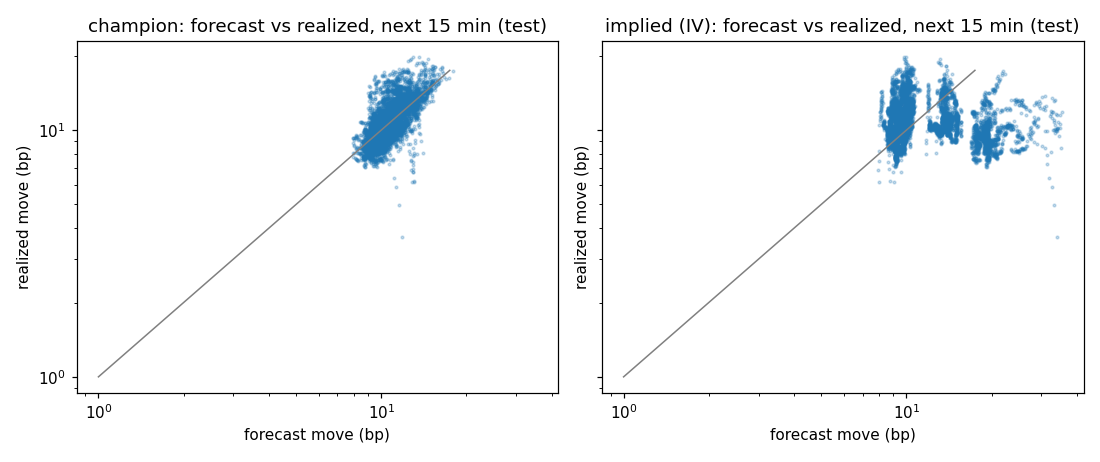 champion: forecast vs realized, next 15 min (test)
realized move (bp)
10¹
10⁰
10⁰ 10¹
forecast move (bp)
implied (IV): forecast vs realized, next 15 min (test)
realized move (bp)
10⁰ 10¹
forecast move (bp)